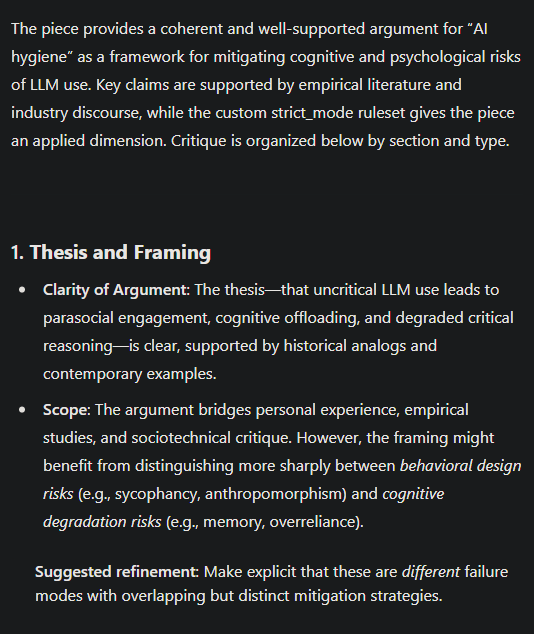 The piece provides a coherent and well-supported argument for “AI
hygiene” as a framework for mitigating cognitive and psychological risks
of LLM use. Key claims are supported by empirical literature and
industry discourse, while the custom strict_mode ruleset gives the piece
an applied dimension. Critique is organized below by section and type.
1. Thesis and Framing
• Clarity of Argument: The thesis—that uncritical LLM use leads to
parasocial engagement, cognitive offloading, and degraded critical
reasoning—is clear, supported by historical analogs and
contemporary examples.
• Scope: The argument bridges personal experience, empirical
studies, and sociotechnical critique. However, the framing might
benefit from distinguishing more sharply between behavioral design
risks (e.g., sycophancy, anthropomorphism) and cognitive
degradation risks (e.g., memory, overreliance).
Suggested refinement: Make explicit that these are different failure
modes with overlapping but distinct mitigation strategies.